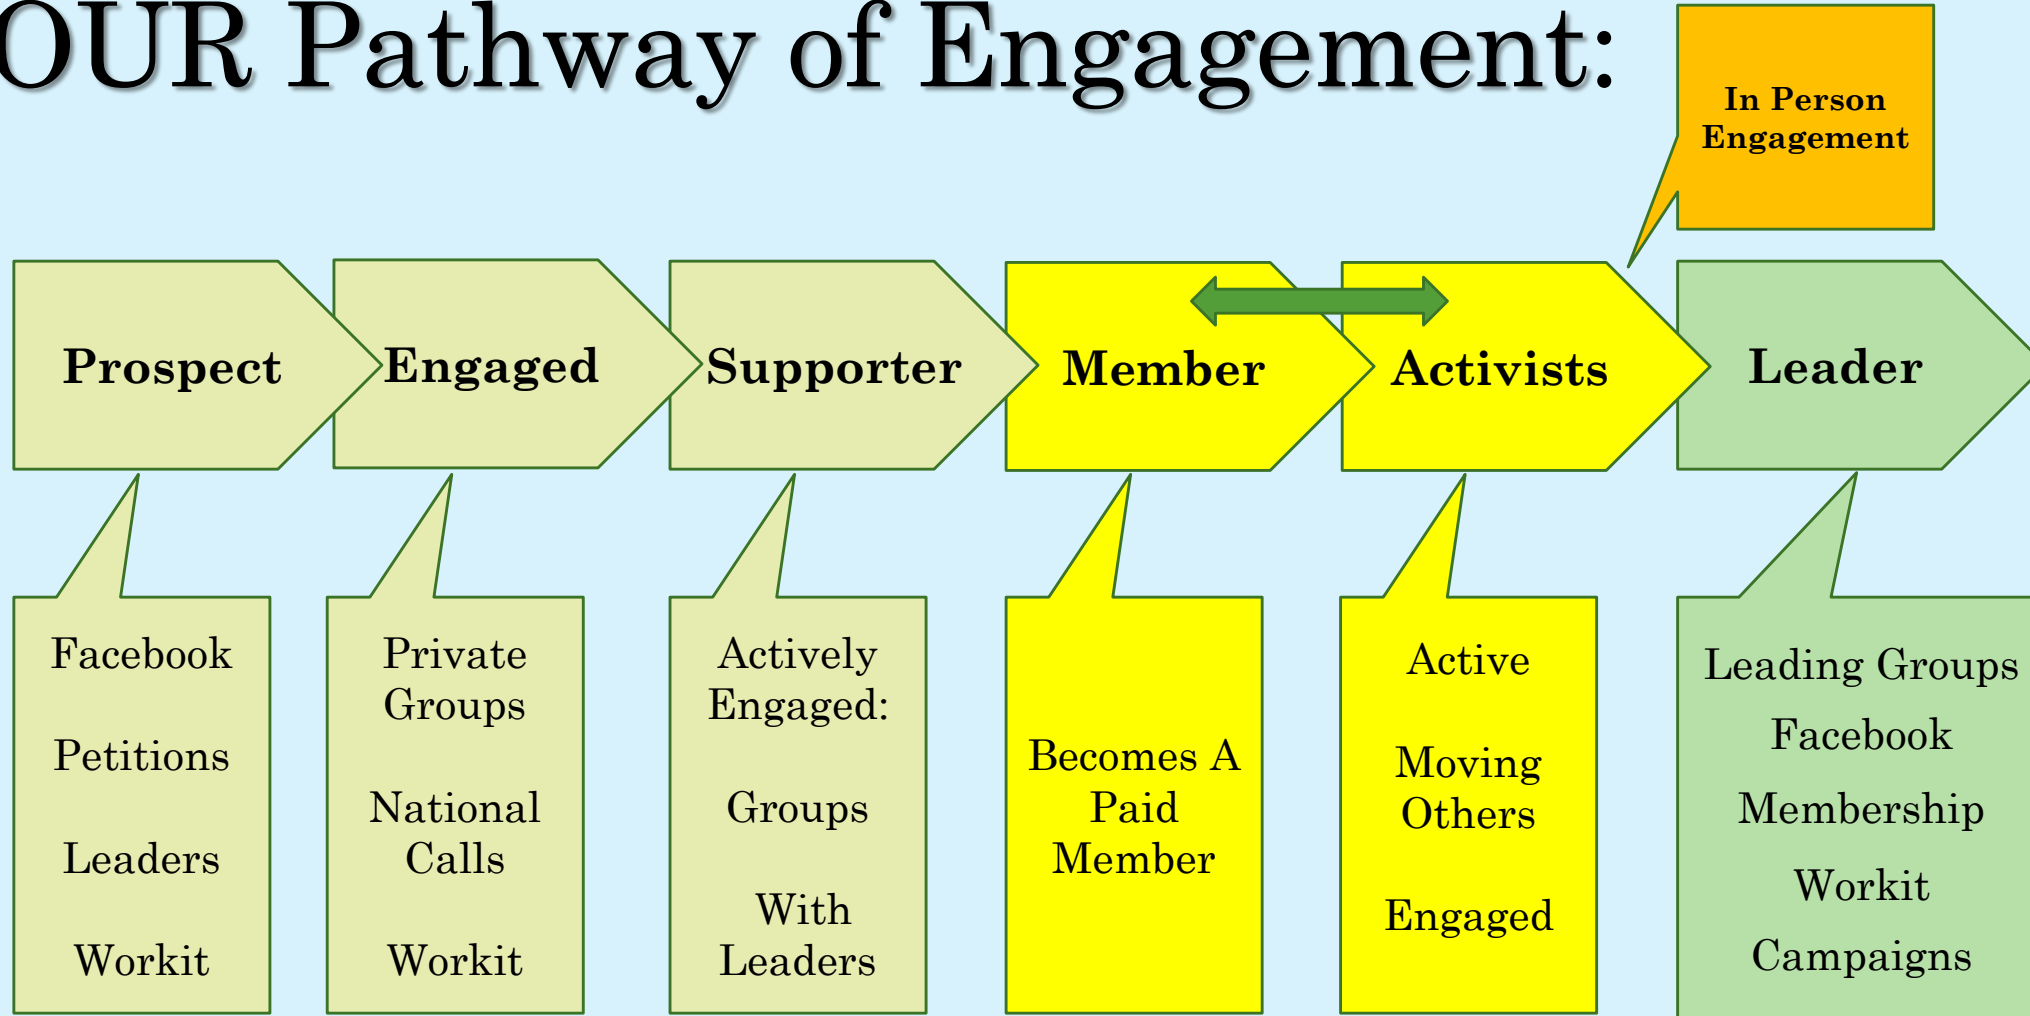 OUR Pathway of Engagement:
In Person
Engagement
Prospect
Engaged
Supporter
Member
Activists
Leader
Facebook
Petitions
Leaders
Workit
Private
Groups
National
Calls
Workit
Actively
Engaged:
Groups
With
Leaders
Becomes A
Paid
Member
Active
Moving
Others
Engaged
Leading Groups
Facebook
Membership
Workit
Campaigns